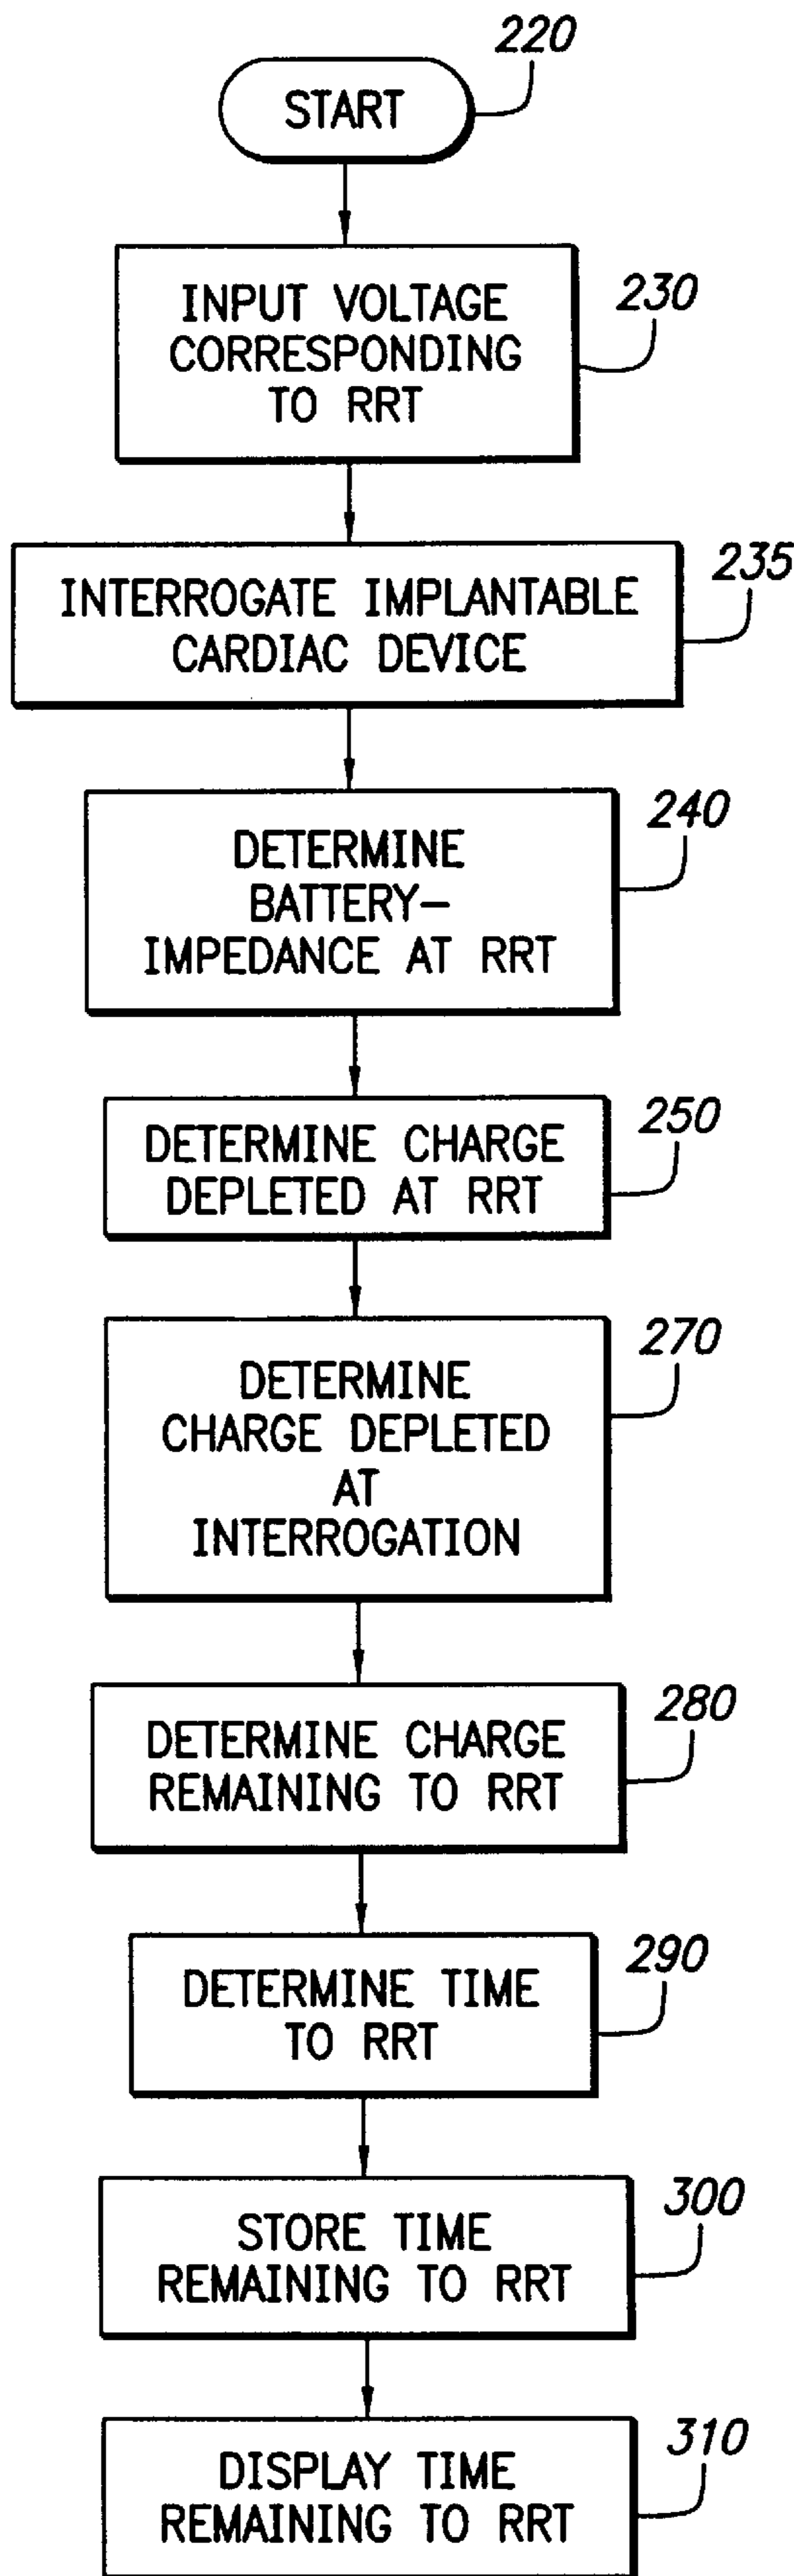 220
START
INPUT VOLTAGE
CORRESPONDING
TO RRT
230
INTERROGATE IMPLANTABLE
CARDIAC DEVICE
235
DETERMINE
BATTERY-
IMPEDANCE AT RRT
240
DETERMINE CHARGE
DEPLETED AT RRT
250
DETERMINE
CHARGE DEPLETED
AT
INTERROGATION
270
DETERMINE CHARGE
REMAINING TO RRT
280
DETERMINE TIME
TO RRT
290
STORE TIME
REMAINING TO RRT
300
DISPLAY TIME
REMAINING TO RRT
310